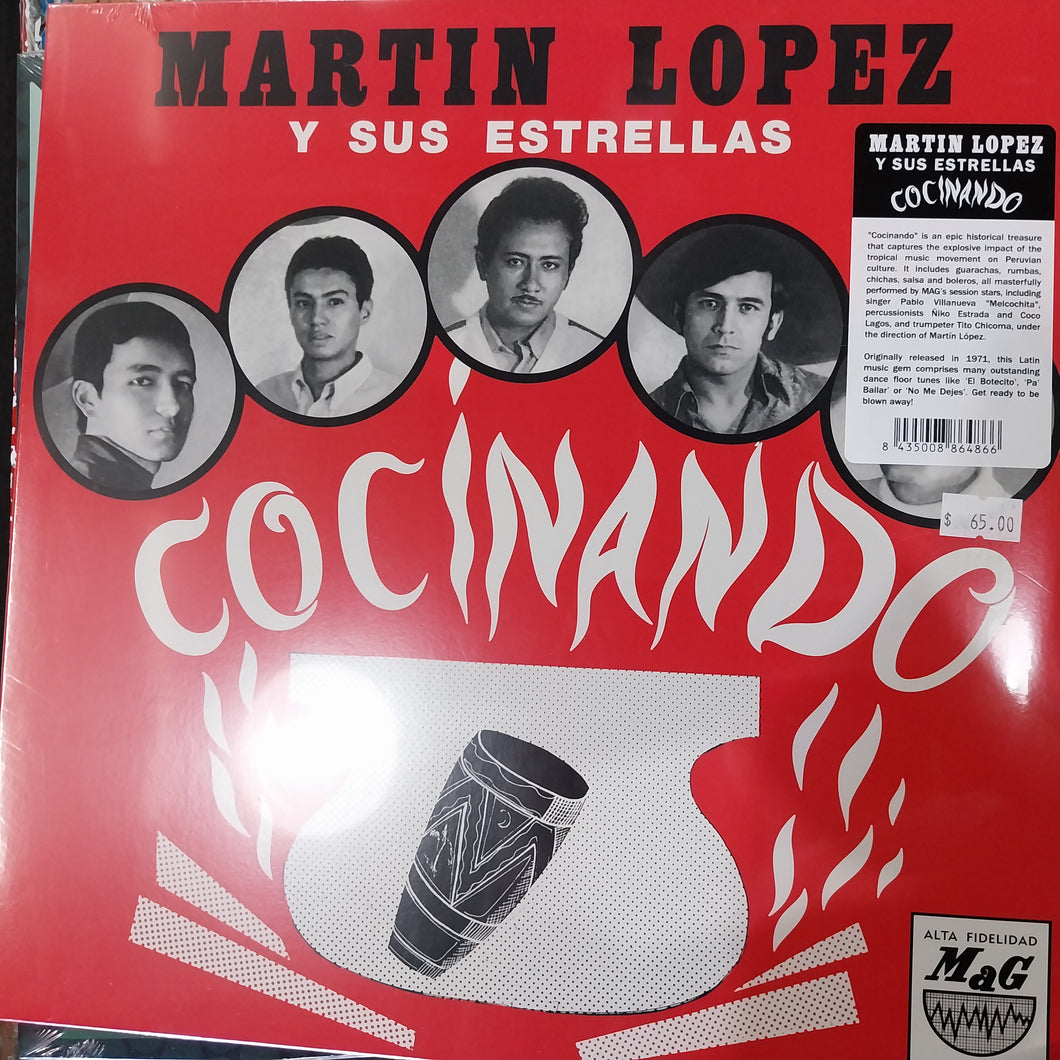 MARTIN LOPEZ
Y SUS ESTRELLAS
MARTIN LOPEZ
Y SUS ESTRELLAS
COCINANDO
"Cocinando" is an epic historical treasure
that captures the explosive impact of the
tropical music movement on Peruvian
culture. It includes guarachas, rumbas,
chichas, salsa and boleros, all masterfully
performed by MAG's session stars, including
singer Pablo Villanueva "Melcochita",
percussionists Ñiko Estrada and Coco
Lagos, and trumpeter Tito Chicoma, under
the direction of Martín López.
Originally released in 1971, this Latin
music gem comprises many outstanding
dance floor tunes like 'El Botecito', 'Pa'
Bailar' or 'No Me Dejes'. Get ready to be
blown away!
8 435008 864866
$ 65.00
COCINANDO
ALTA FIDELIDAD
MaG